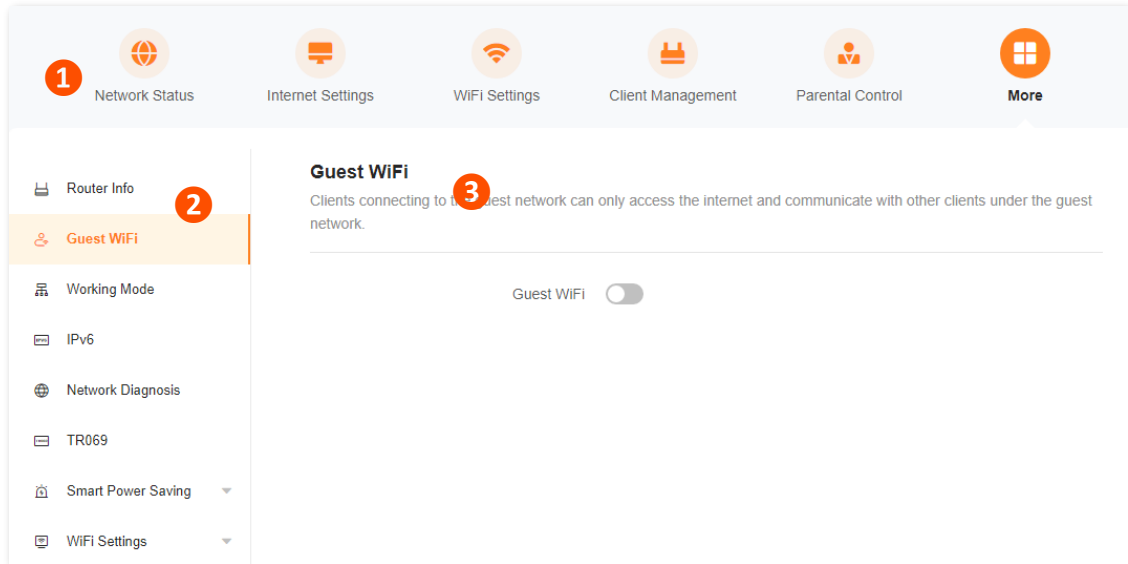 1
Network Status
Internet Settings
WiFi Settings
Client Management
Parental Control
More
Router Info
2
Guest WiFi
Working Mode
IPv6
Network Diagnosis
TR069
Smart Power Saving
WiFi Settings
Guest WiFi
3
Clients connecting to guest network can only access the internet and communicate with other clients under the guest
network.
Guest WiFi